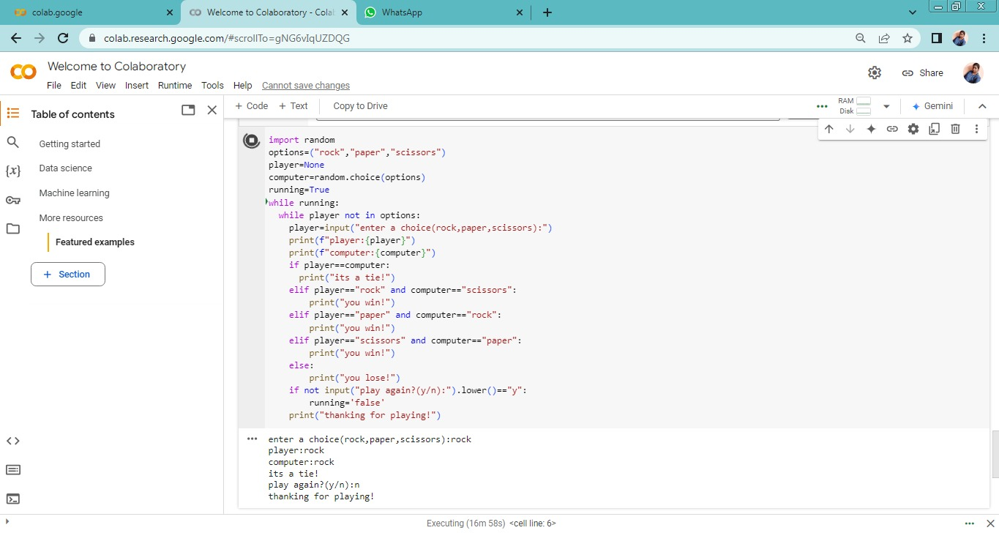 colab.google
Welcome to Colaboratory - Colab
WhatsApp
colab.research.google.com/#scrollTo=gNG6vIqUZDQG
Welcome to Colaboratory
File Edit View Insert Runtime Tools Help Cannot save changes
Share
Table of contents
Getting started
Data science
Machine learning
More resources
Featured examples
+ Section
+ Code + Text Copy to Drive
RAM
Disk
Gemini
import random
options=("rock","paper","scissors")
player=None
computer=random.choice(options)
running=True
while running:
  while player not in options:
    player=input("enter a choice(rock,paper,scissors):")
    print(f"player:{player}")
    print(f"computer:{computer}")
    if player==computer:
      print("its a tie!")
    elif player=="rock" and computer=="scissors":
        print("you win!")
    elif player=="paper" and computer=="rock":
        print("you win!")
    elif player=="scissors" and computer=="paper":
        print("you win!")
    else:
        print("you lose!")
    if not input("play again?(y/n):").lower()=="y":
        running='false'
    print("thanking for playing!")
enter a choice(rock,paper,scissors):rock
player:rock
computer:rock
its a tie!
play again?(y/n):n
thanking for playing!
Executing (16m 58s) <cell line: 6>